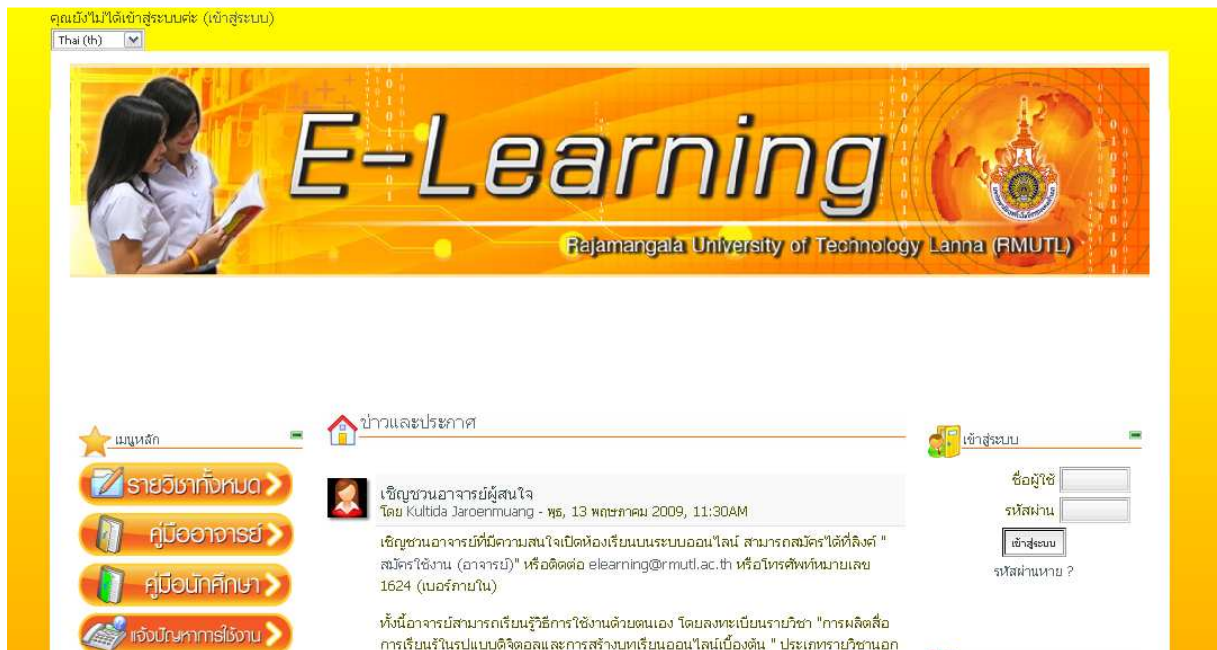 คุณยังไม่ได้เข้าสู่ระบบค่ะ (เข้าสู่ระบบ)
Thai (th)
E-Learning
Rajamangala University of Technology Lanna (RMUTL)
เมนูหลัก
รายวิชาทั้งหมด
คู่มืออาจารย์
คู่มือนักศึกษา
แจ้งปัญหาการใช้งาน
ข่าวและประกาศ
เชิญชวนอาจารย์ผู้สนใจ
โดย Kultida Jaroenmuang - พุธ, 13 พฤษภาคม 2009, 11:30AM
เชิญชวนอาจารย์ที่มีความสนใจเปิดห้องเรียนบนระบบออนไลน์ สามารถสมัครได้ที่ลิงค์ "
สมัครใช้งาน (อาจารย์)" หรือติดต่อ elearning@rmutl.ac.th หรือโทรศัพท์หมายเลข
1624 (เบอร์ภายใน)
ทั้งนี้อาจารย์สามารถเรียนรู้วิธีการใช้งานด้วยตนเอง โดยลงทะเบียนรายวิชา "การผลิตสื่อ
การเรียนรู้ในรูปแบบดิจิตอลและการสร้างบทเรียนออนไลน์เบื้องต้น " ประเภทรายวิชานอก
เข้าสู่ระบบ
ชื่อผู้ใช้
รหัสผ่าน
เข้าสู่ระบบ
รหัสผ่านหาย ?